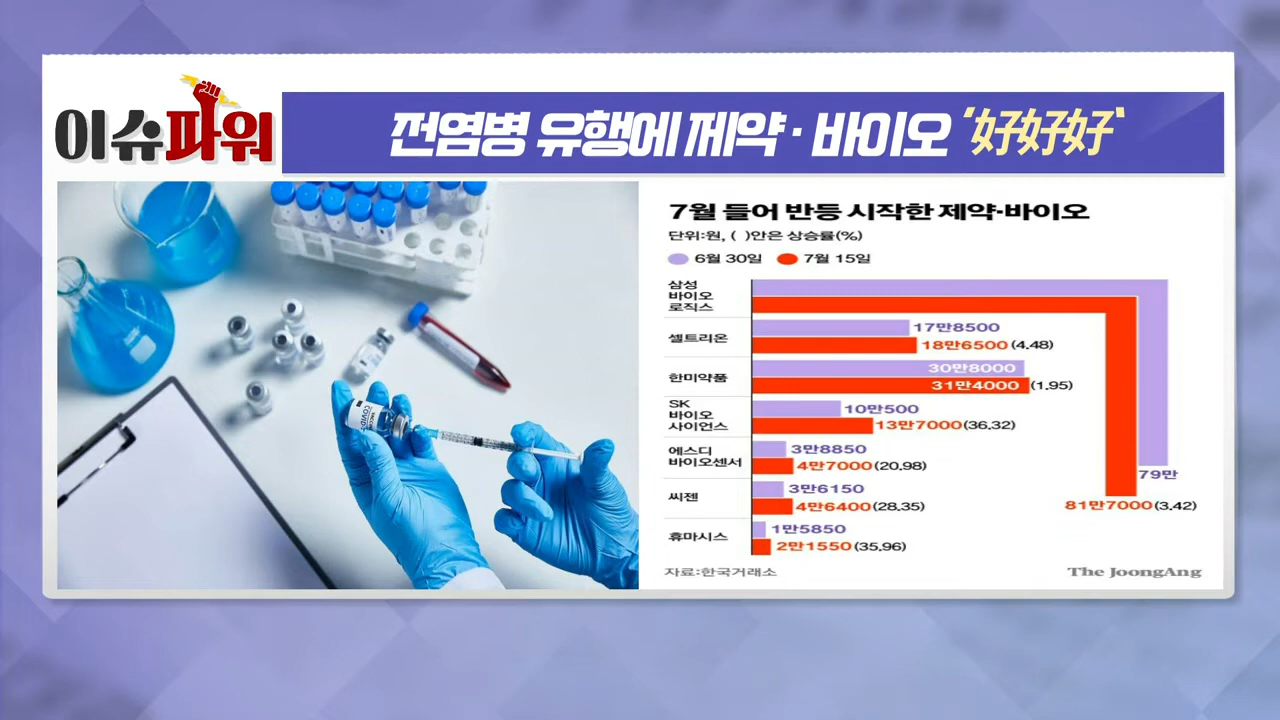 이슈파워
전염병 유행에 제약·바이오 "好好好"
7월 들어 반등 시작한 제약·바이오
단위:원, ( )안은 상승률(%)
6월 30일 7월 15일
삼성
바이오
로직스
79만
81만7000(3.42)
셀트리온
17만8500
18만6500(4.48)
한미약품
30만8000
31만4000(1.95)
SK
바이오
사이언스
10만500
13만7000(36.32)
에스디
바이오센서
3만8850
4만7000(20.98)
씨젠
3만6150
4만6400(28.35)
휴마시스
1만5850
2만1550(35.96)
자료:한국거래소
The JoongAng